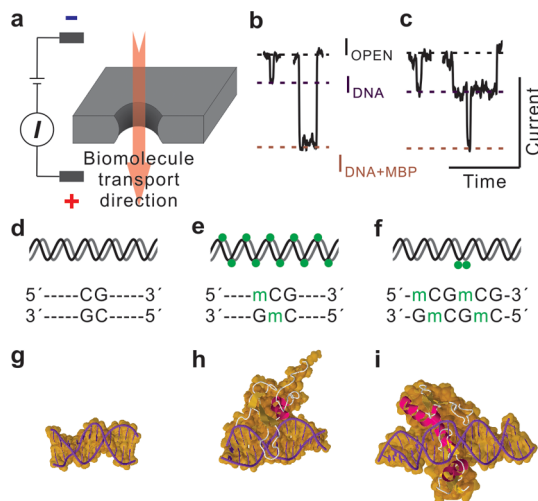 a
−
I
+
Biomolecule
transport
direction
b
c
I OPEN
I DNA
I DNA+MBP
Time
Current
d
e
f
5´-----CG-----3´
3´-----GC-----5´
5´----mCG----3´
3´----GmC----5´
5´-mCGmCG-3´
3´-GmCGmC-5´
g
h
i